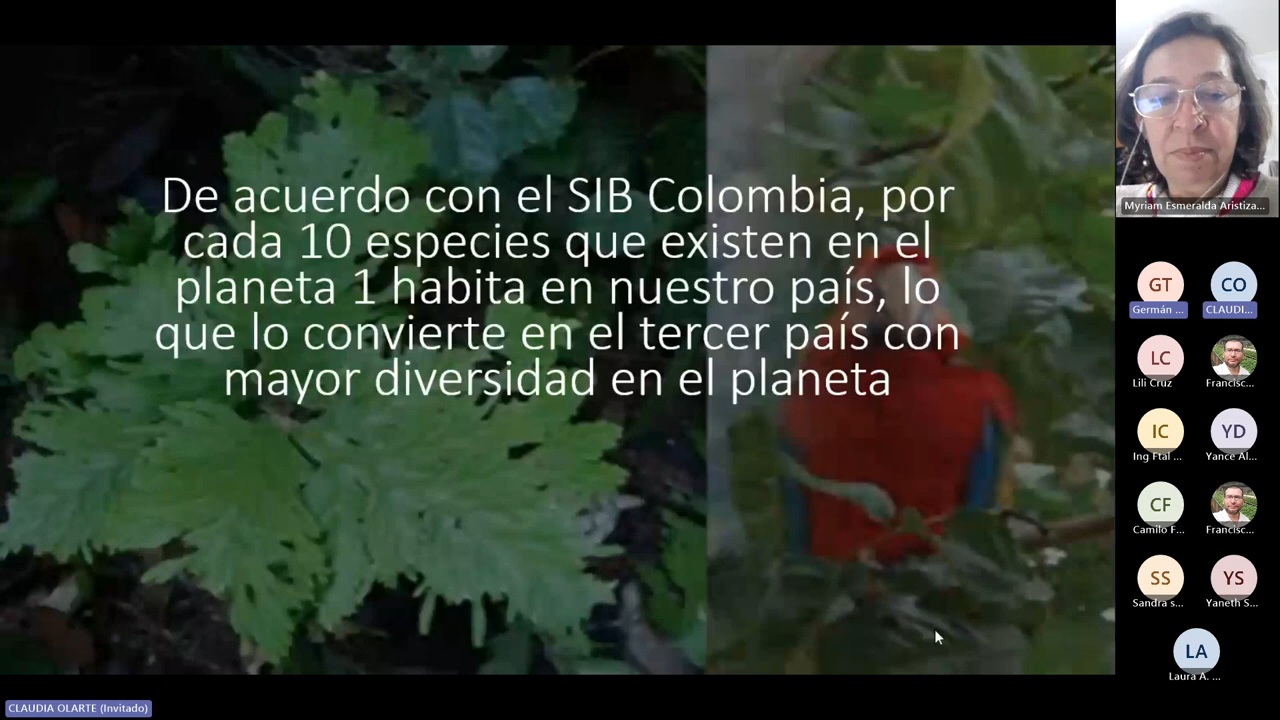 De acuerdo con el SIB Colombia, por
cada 10 especies que existen en el
planeta 1 habita en nuestro país, lo
que lo convierte en el tercer país con
mayor diversidad en el planeta
Myriam Esmeralda Aristiza...
GT
CO
Germán ...
CLAUDI...
LC
Lili Cruz
Francisc...
IC
YD
Ing Ftal ...
Yance Al...
CF
Camilo F...
Francisc...
SS
YS
Sandra s...
Yaneth S...
LA
Laura A. ...
CLAUDIA OLARTE (Invitado)